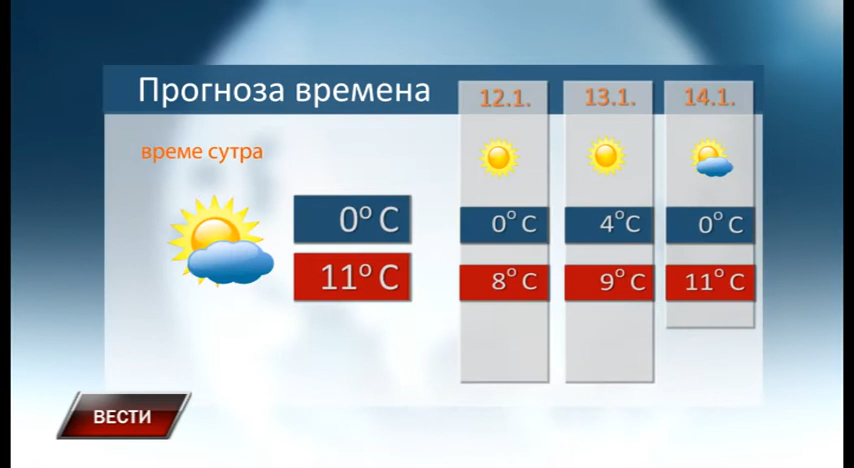 Прогноза времена
време сутра
0° C
11° C
12.1.
13.1.
14.1.
0° C
4°C
0° C
8° C
9° C
11° C
ВЕСТИ